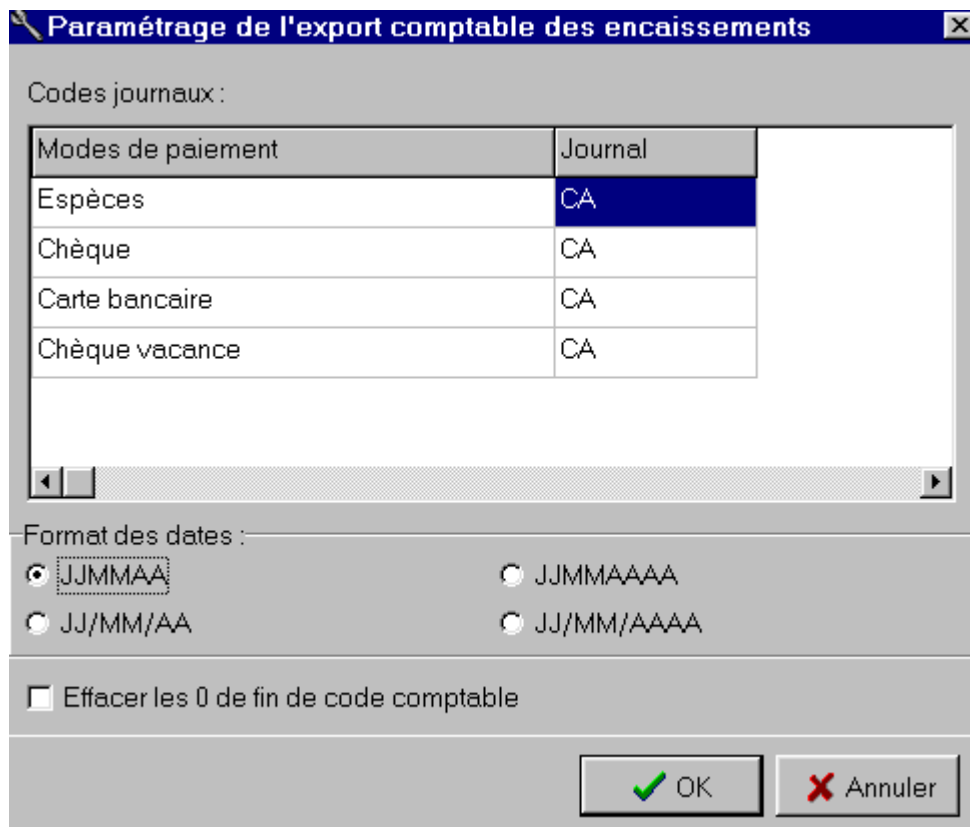 Paramétrage de l'export comptable des encaissements
Codes journaux :
Modes de paiement Journal
Espèces CA
Chèque CA
Carte bancaire CA
Chèque vacance CA
Format des dates :
JJMMAA JJMMAAAA
JJ/MM/AA JJ/MM/AAAA
Effacer les 0 de fin de code comptable
OK Annuler